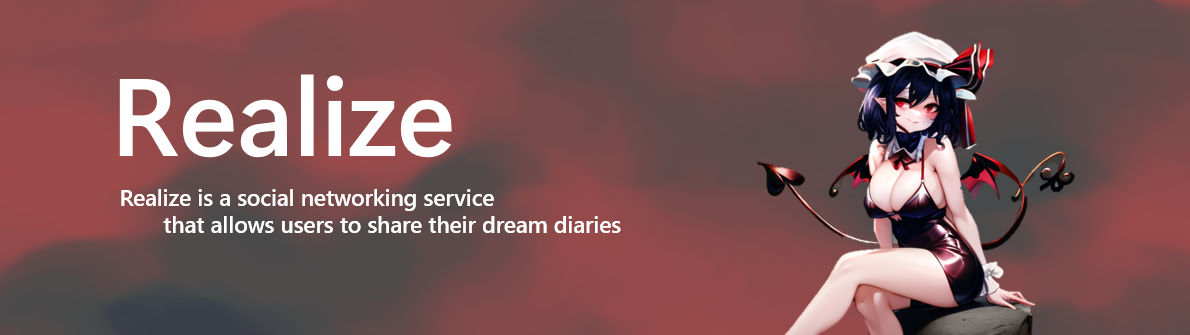 Realize
Realize is a social networking service
that allows users to share their dream diaries